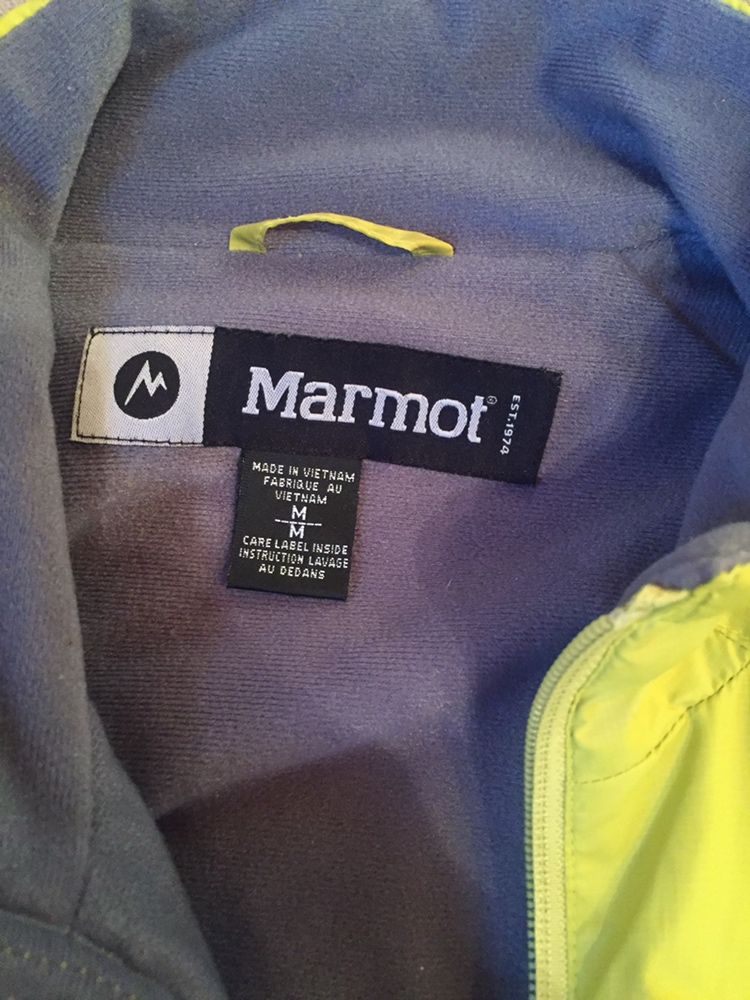 Marmot®
EST.1974
MADE IN VIETNAM
FABRIQUE AU
VIETNAM
M
M
CARE LABEL INSIDE
INSTRUCTION LAVAGE
AU DEDANS